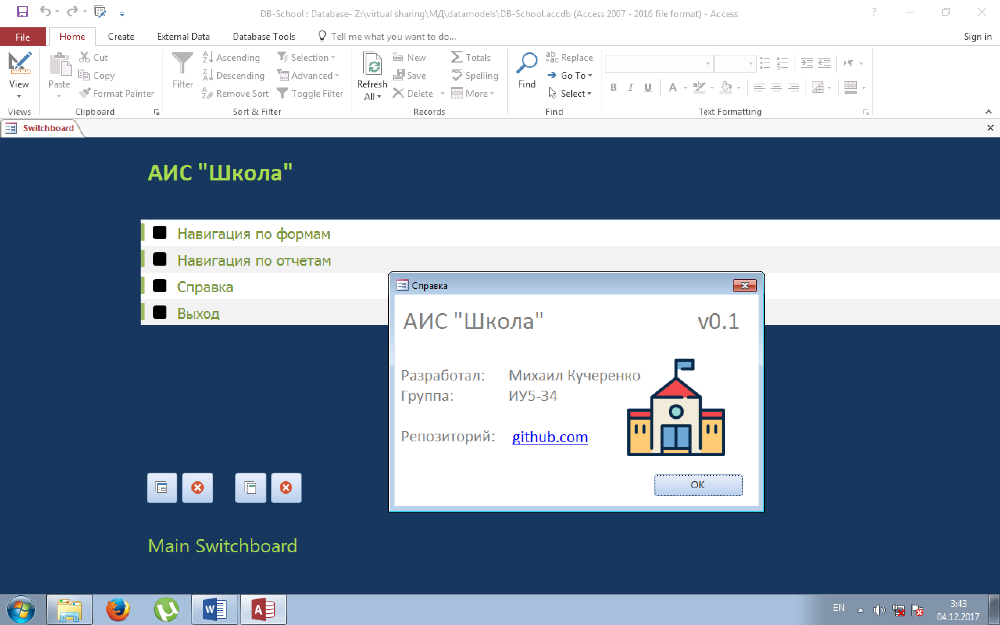 DB-School : Database- Z:\virtual sharing\МД\datamodels\DB-School.accdb (Access 2007 - 2016 file format) - Access
File Home Create External Data Database Tools Tell me what you want to do... Sign in
View
Views
Paste
Cut
Copy
Format Painter
Clipboard
Filter
Ascending
Descending
Remove Sort
Selection
Advanced
Toggle Filter
Sort & Filter
Refresh
All
New
Save
Delete
Totals
Spelling
More
Records
Find
Replace
Go To
Select
Find
B I U A
Text Formatting
Switchboard
АИС "Школа"
Навигация по формам
Навигация по отчетам
Справка
Выход
Справка
АИС "Школа" v0.1
Разработал: Михаил Кучеренко
Группа: ИУ5-34
Репозиторий: github.com
OK
Main Switchboard
EN
3:43
04.12.2017